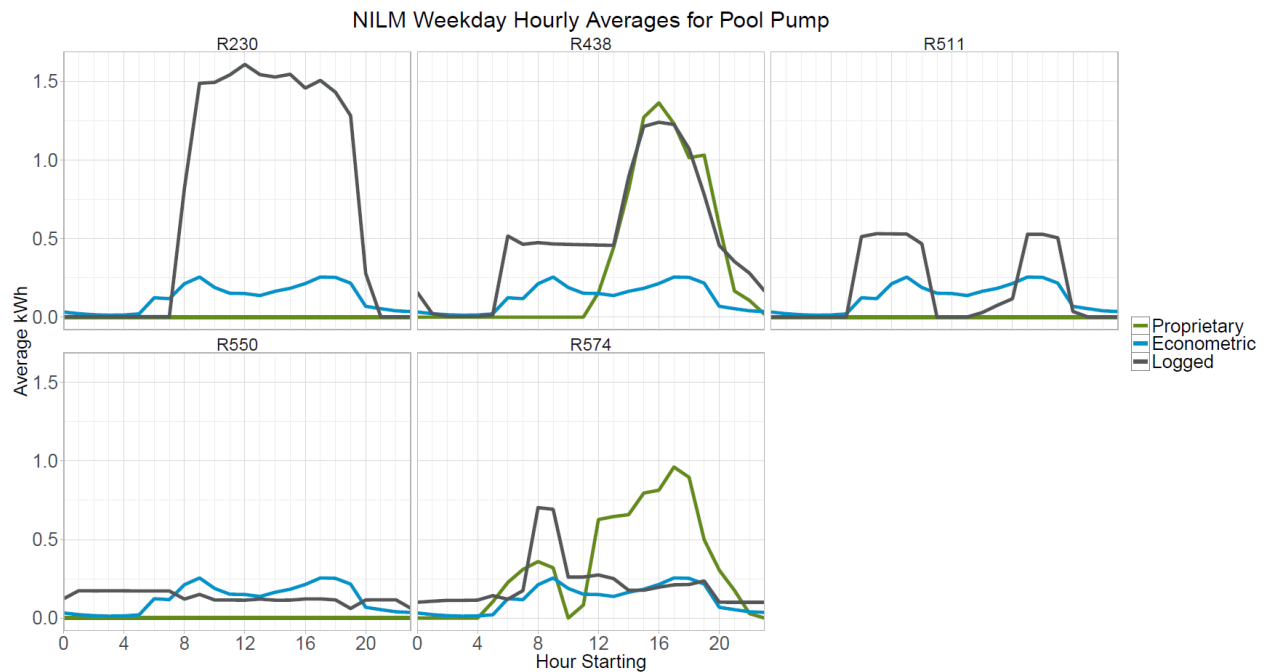 NILM Weekday Hourly Averages for Pool Pump
R230
R438
R511
1.5
1.0
0.5
0.0
R550
R574
1.5
1.0
0.5
0.0
0 4 8 12 16 20
0 4 8 12 16 20
Average kWh
Hour Starting
Proprietary
Econometric
Logged